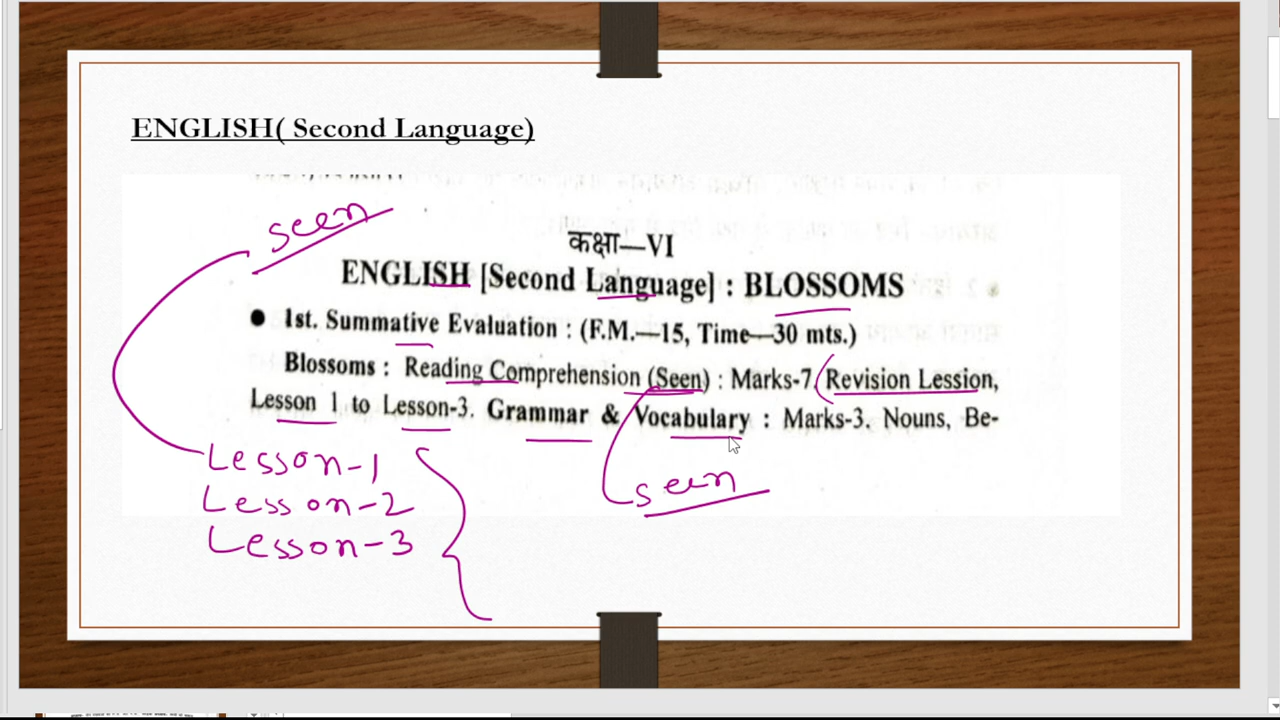 ENGLISH( Second Language)
seen
कक्षा—VI
ENGLISH [Second Language] : BLOSSOMS
● 1st. Summative Evaluation : (F.M.—15, Time—30 mts.)
Blossoms : Reading Comprehension (Seen) : Marks-7. (Revision Lession,
Lesson 1 to Lesson-3. Grammar & Vocabulary : Marks-3. Nouns, Be-
Lesson-1
Lesson-2
Lesson-3
seen